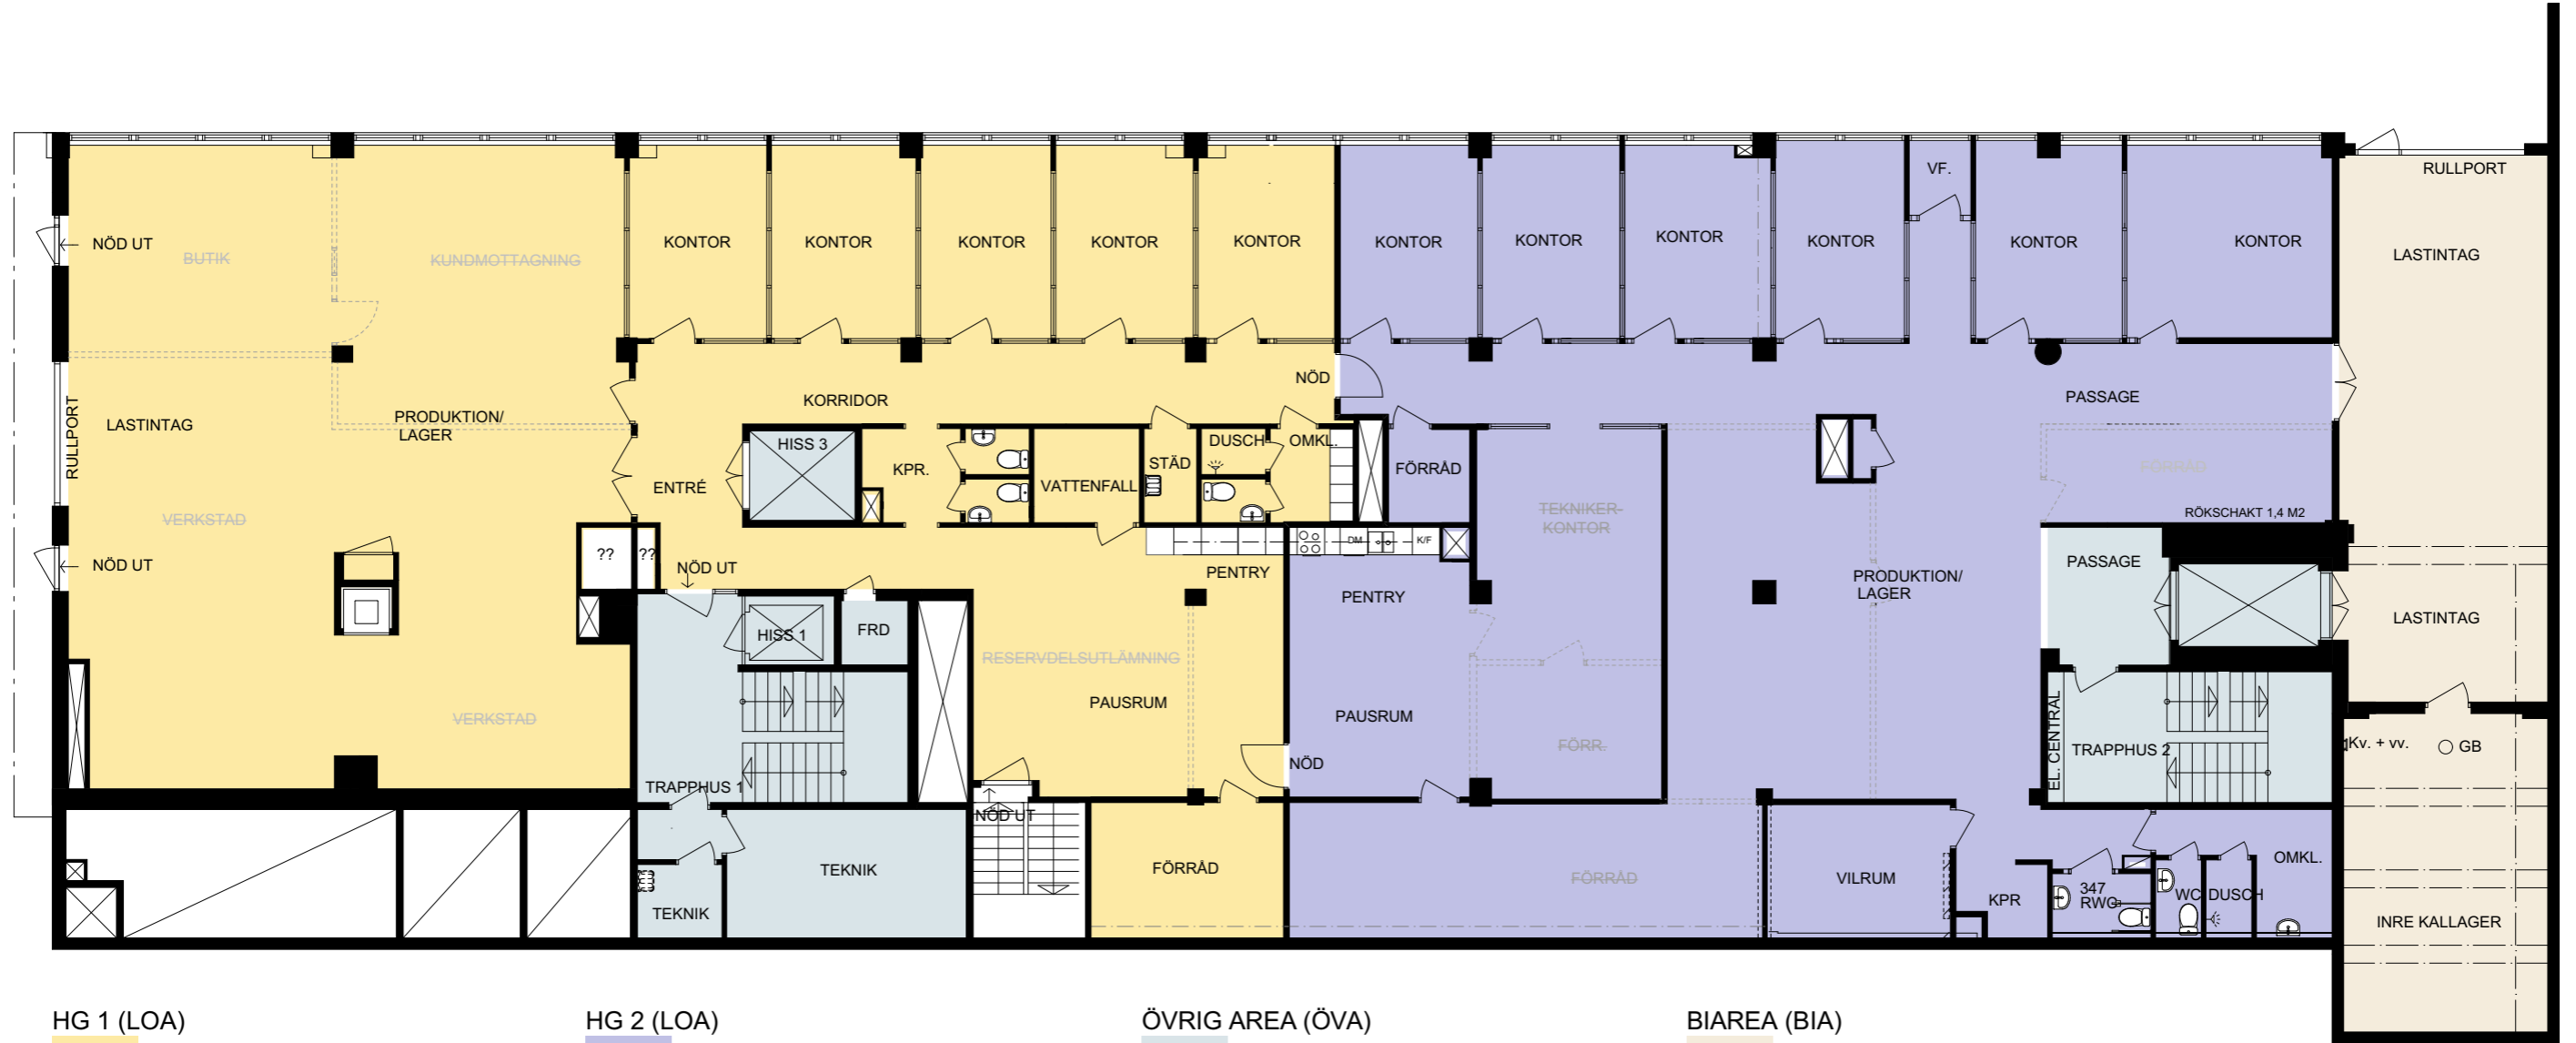 VF.
RULLPORT
NÖD UT
BUTIK
KUNDMOTTAGNING
KONTOR
KONTOR
KONTOR
KONTOR
KONTOR
KONTOR
KONTOR
KONTOR
KONTOR
KONTOR
KONTOR
LASTINTAG
NÖD
KORRIDOR
PASSAGE
RULLPORT
LASTINTAG
PRODUKTION/
LAGER
HISS 3
KPR.
DUSCH
OMKL.
STÄD
VATTENFALL
FÖRRÅD
FÖRRÅD
ENTRÉ
VERKSTAD
TEKNIKER-
KONTOR
RÖKSCHAKT 1,4 M2
NÖD UT
??
??
NÖD UT
DM
K/F
PENTRY
PENTRY
PASSAGE
PRODUKTION/
LAGER
LASTINTAG
HISS 1
FRD
RESERVDELSUTLÄMNING
PAUSRUM
PAUSRUM
VERKSTAD
FÖRR.
NÖD
EL. CENTRAL
TRAPPHUS 2
Kv. + vv.
GB
TRAPPHUS 1
NÖD UT
TEKNIK
TEKNIK
FÖRRÅD
FÖRRÅD
VILRUM
KPR
347
RWC
WC
DUSCH
OMKL.
INRE KALLAGER
HG 1 (LOA)
HG 2 (LOA)
ÖVRIG AREA (ÖVA)
BIAREA (BIA)